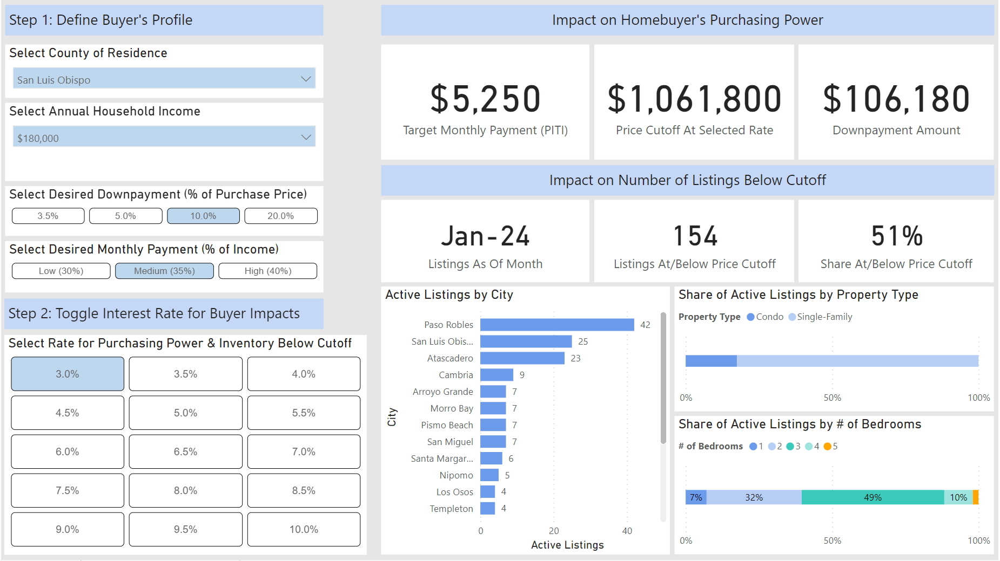 Step 1: Define Buyer's Profile
Select County of Residence
San Luis Obispo
Select Annual Household Income
$180,000
Select Desired Downpayment (% of Purchase Price)
3.5% 5.0% 10.0% 20.0%
Select Desired Monthly Payment (% of Income)
Low (30%) Medium (35%) High (40%)
Step 2: Toggle Interest Rate for Buyer Impacts
Select Rate for Purchasing Power & Inventory Below Cutoff
3.0% 3.5% 4.0%
4.5% 5.0% 5.5%
6.0% 6.5% 7.0%
7.5% 8.0% 8.5%
9.0% 9.5% 10.0%
Impact on Homebuyer's Purchasing Power
$5,250
Target Monthly Payment (PITI)
$1,061,800
Price Cutoff At Selected Rate
$106,180
Downpayment Amount
Impact on Number of Listings Below Cutoff
Jan-24
Listings As Of Month
154
Listings At/Below Price Cutoff
51%
Share At/Below Price Cutoff
Active Listings by City
City
Paso Robles 42
San Luis Obis... 25
Atascadero 23
Cambria 9
Arroyo Grande 7
Morro Bay 7
Pismo Beach 7
San Miguel 7
Santa Margar... 6
Nipomo 5
Los Osos 4
Templeton 4
0 20 40
Active Listings
Share of Active Listings by Property Type
Property Type Condo Single-Family
0% 50% 100%
Share of Active Listings by # of Bedrooms
# of Bedrooms 1 2 3 4 5
7% 32% 49% 10%
0% 50% 100%